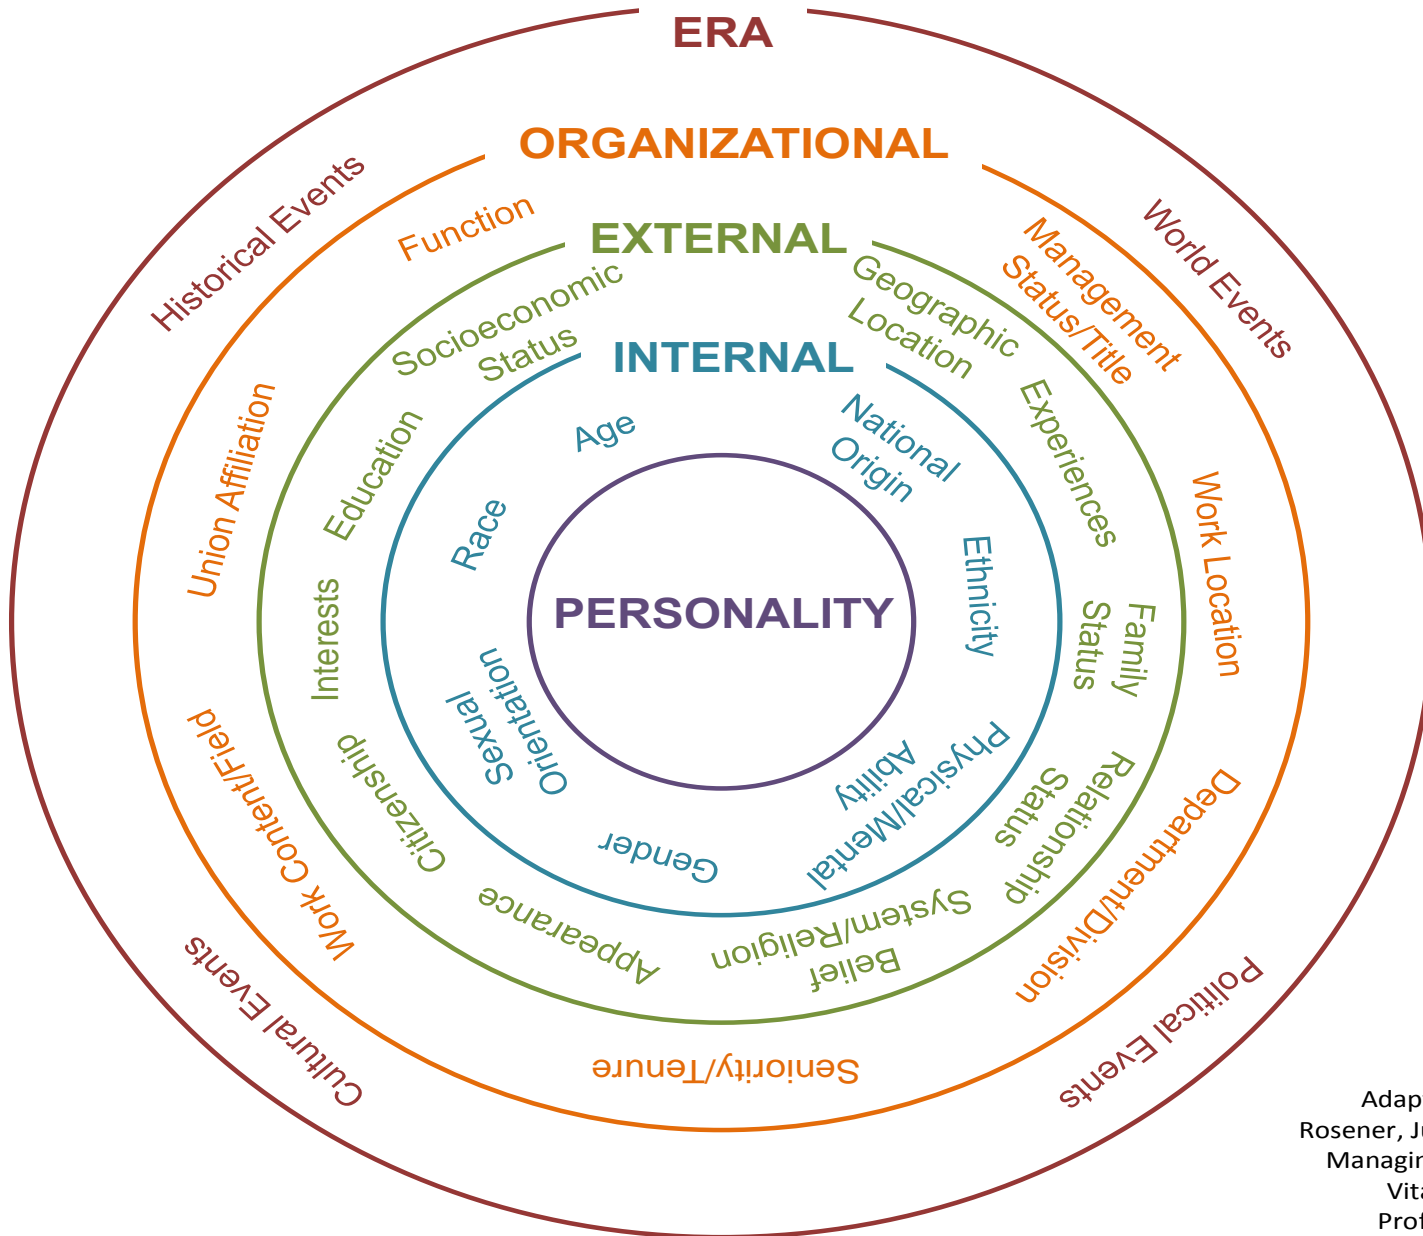 ERA
Historical Events
World Events
Political Events
Cultural Events
ORGANIZATIONAL
Function
Management
Status/Title
Work Location
Department/Division
Seniority/Tenure
Work Content/Field
Union Affiliation
EXTERNAL
Socioeconomic
Status
Geographic
Location
Experiences
Family
Status
Relationship
Status
Belief
System/Religion
Appearance
Citizenship
Interests
Education
INTERNAL
Age
National
Origin
Ethnicity
Physical/Mental
Ability
Gender
Sexual
Orientation
Race
PERSONALITY
Adap
Rosener, Ju
Managin
Vita
Prof